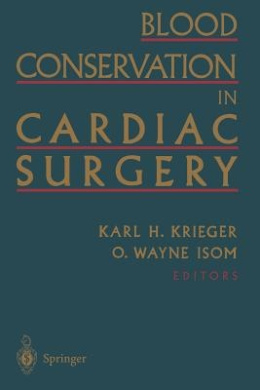 BLOOD
CONSERVATION
IN
CARDIAC
SURGERY
KARL H. KRIEGER
O. WAYNE ISOM
EDITORS
Springer